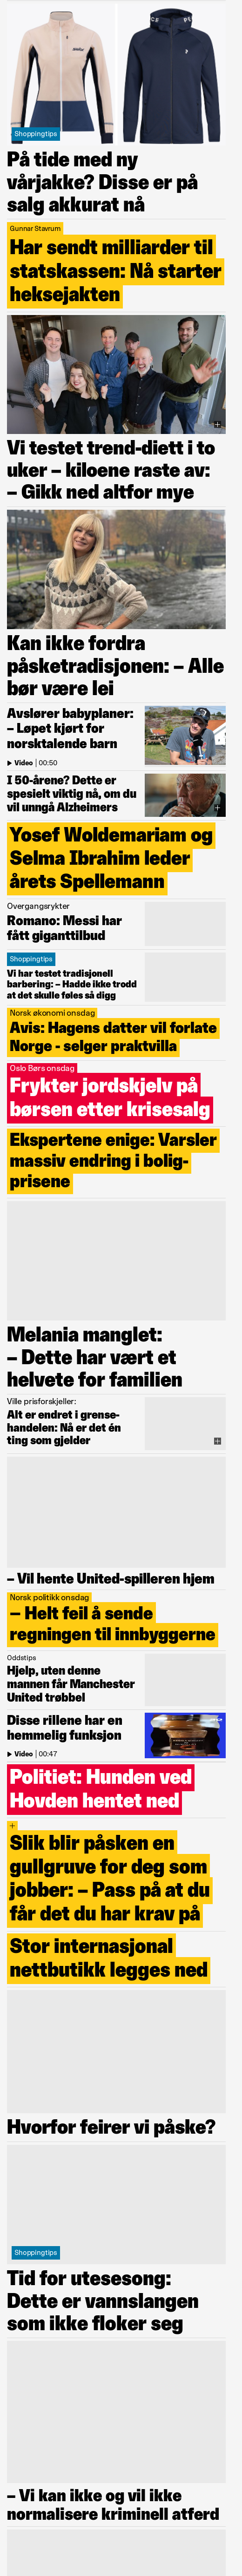 Shoppingtips
På tide med ny
vårjakke? Disse er på
salg akkurat nå
Gunnar Stavrum
Har sendt milliarder til
statskassen: Nå starter
heksejakten
Vi testet trend-diett i to
uker – kiloene raste av:
– Gikk ned altfor mye
Kan ikke fordra
påsketradisjonen: – Alle
bør være lei
Avslører babyplaner:
– Løpet kjørt for
norsktalende barn
Video | 00:50
I 50-årene? Dette er
spesielt viktig nå, om du
vil unngå Alzheimers
Yosef Woldemariam og
Selma Ibrahim leder
årets Spellemann
Overgangsrykter
Romano: Messi har
fått giganttilbud
Shoppingtips
Vi har testet tradisjonell
barbering: – Hadde ikke trodd
at det skulle føles så digg
Norsk økonomi onsdag
Avis: Hagens datter vil forlate
Norge - selger praktvilla
Oslo Børs onsdag
Frykter jordskjelv på
børsen etter krisesalg
Ekspertene enige: Varsler
massiv endring i bolig-
prisene
Melania manglet:
– Dette har vært et
helvete for familien
Ville prisforskjeller:
Alt er endret i grense-
handelen: Nå er det én
ting som gjelder
– Vil hente United-spilleren hjem
Norsk politikk onsdag
– Helt feil å sende
regningen til innbyggerne
Oddstips
Hjelp, uten denne
mannen får Manchester
United trøbbel
Disse rillene har en
hemmelig funksjon
Video | 00:47
Politiet: Hunden ved
Hovden hentet ned
+
Slik blir påsken en
gullgruve for deg som
jobber: – Pass på at du
får det du har krav på
Stor internasjonal
nettbutikk legges ned
Hvorfor feirer vi påske?
Shoppingtips
Tid for utesesong:
Dette er vannslangen
som ikke floker seg
– Vi kan ikke og vil ikke
normalisere kriminell atferd